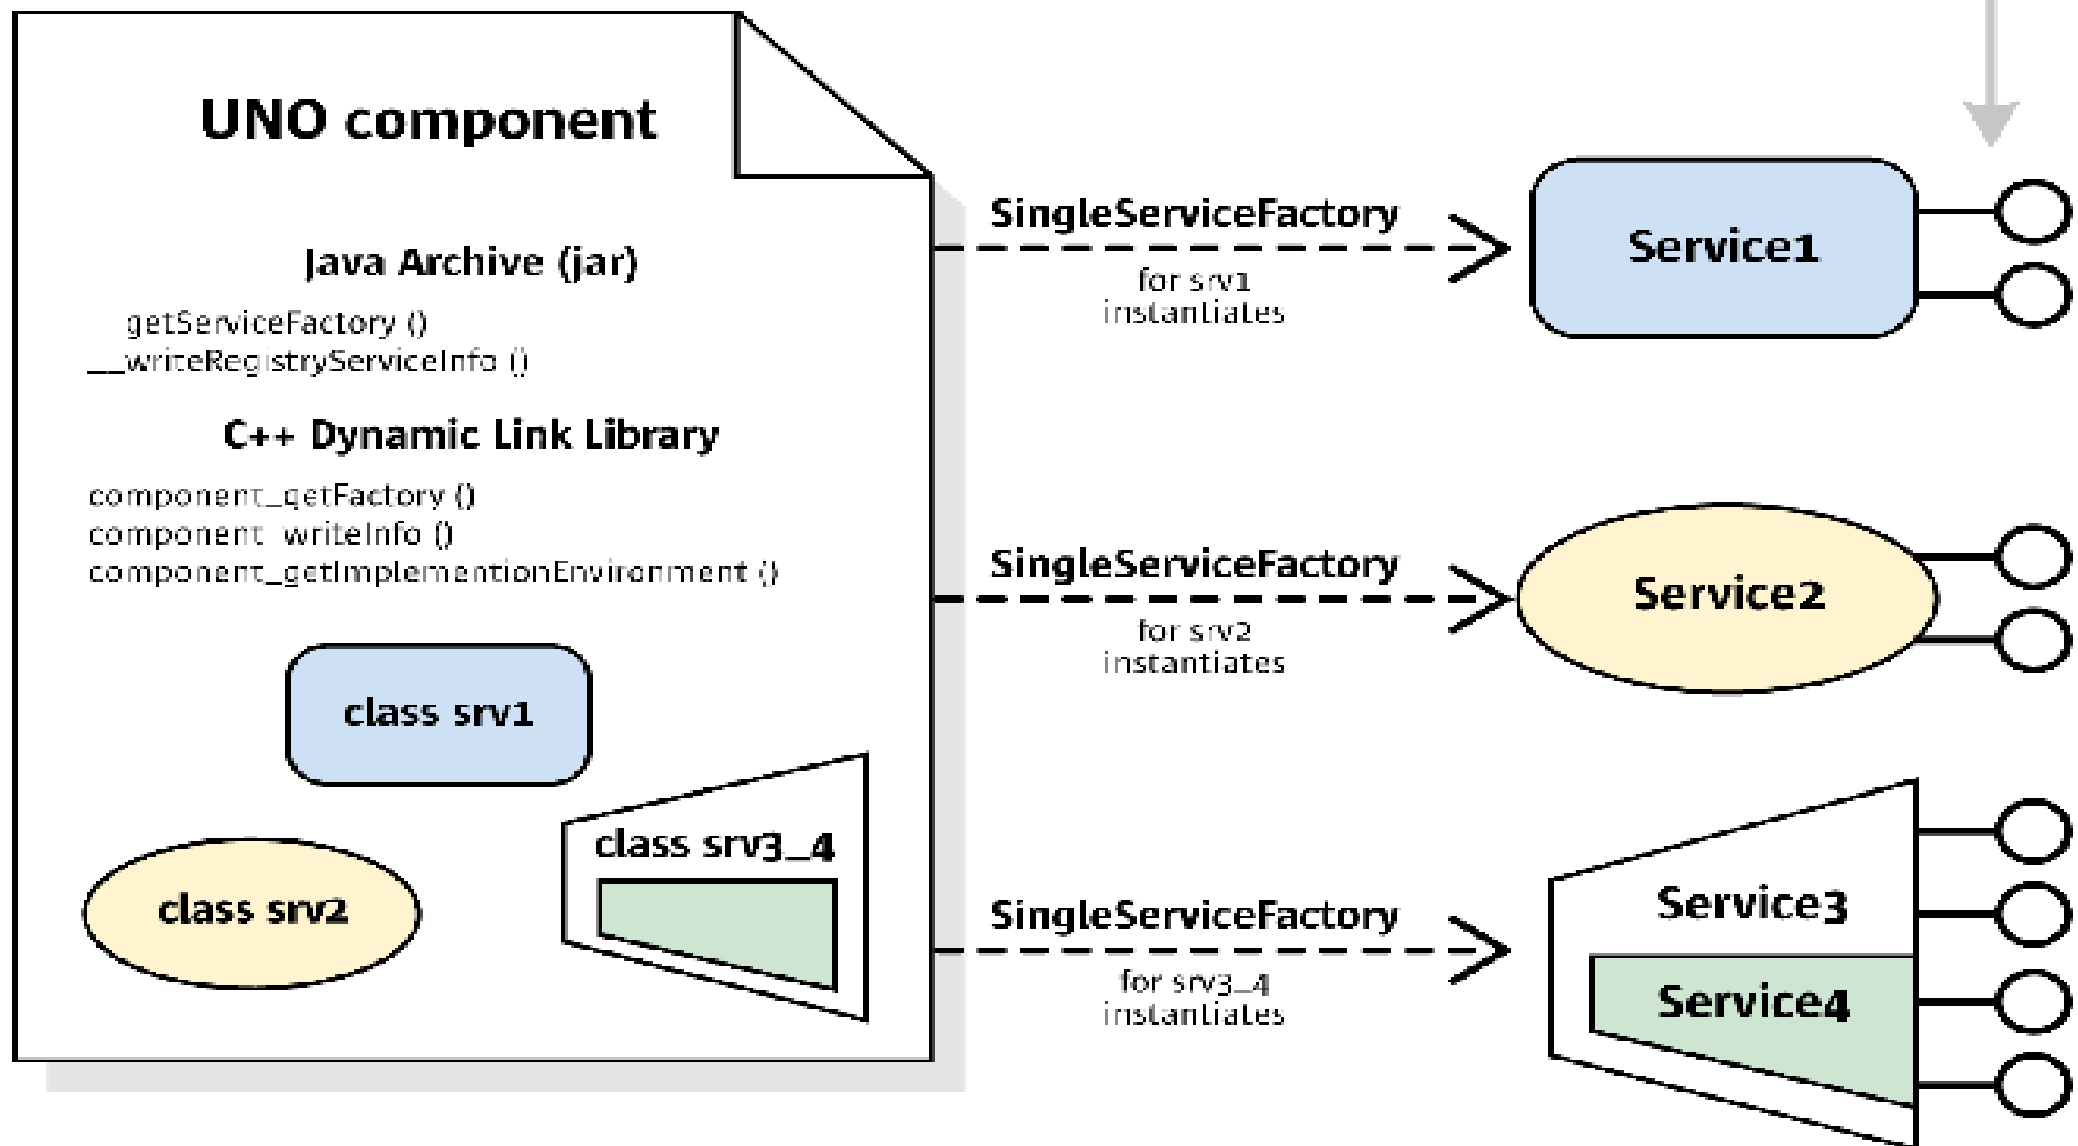 UNO component
Java Archive (jar)
__getServiceFactory ()
__writeRegistryServiceInfo ()
C++ Dynamic Link Library
component_getFactory ()
component_writeInfo ()
component_getImplementionEnvironment ()
class srv1
class srv2
class srv3_4
SingleServiceFactory
for srv1
instantiates
Service1
SingleServiceFactory
for srv2
instantiates
Service2
SingleServiceFactory
for srv3_4
instantiates
Service3
Service4